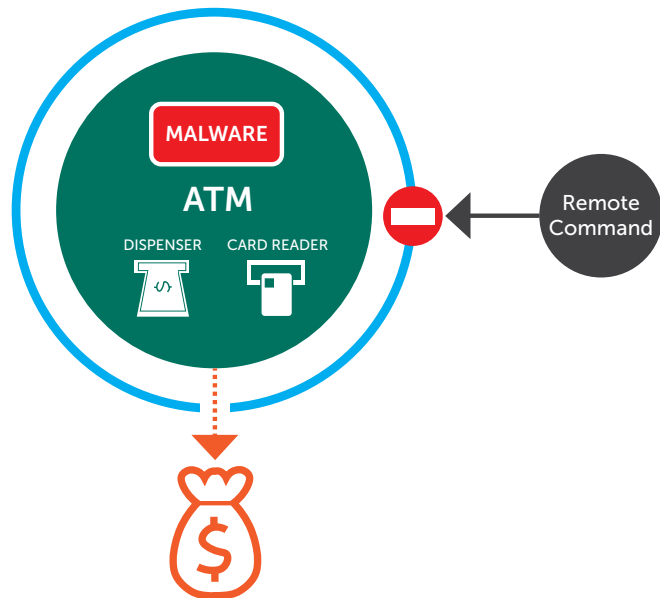 MALWARE
ATM
DISPENSER CARD READER
$
Remote
Command
$